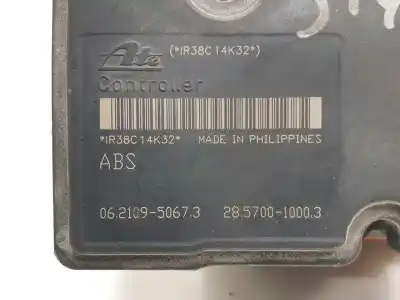 Ate (*IR38C14K32*)
Controller
*IR38C14K32* MADE IN PHILIPPINES
ABS
06.2109-5067.3 28.5700-1000.3